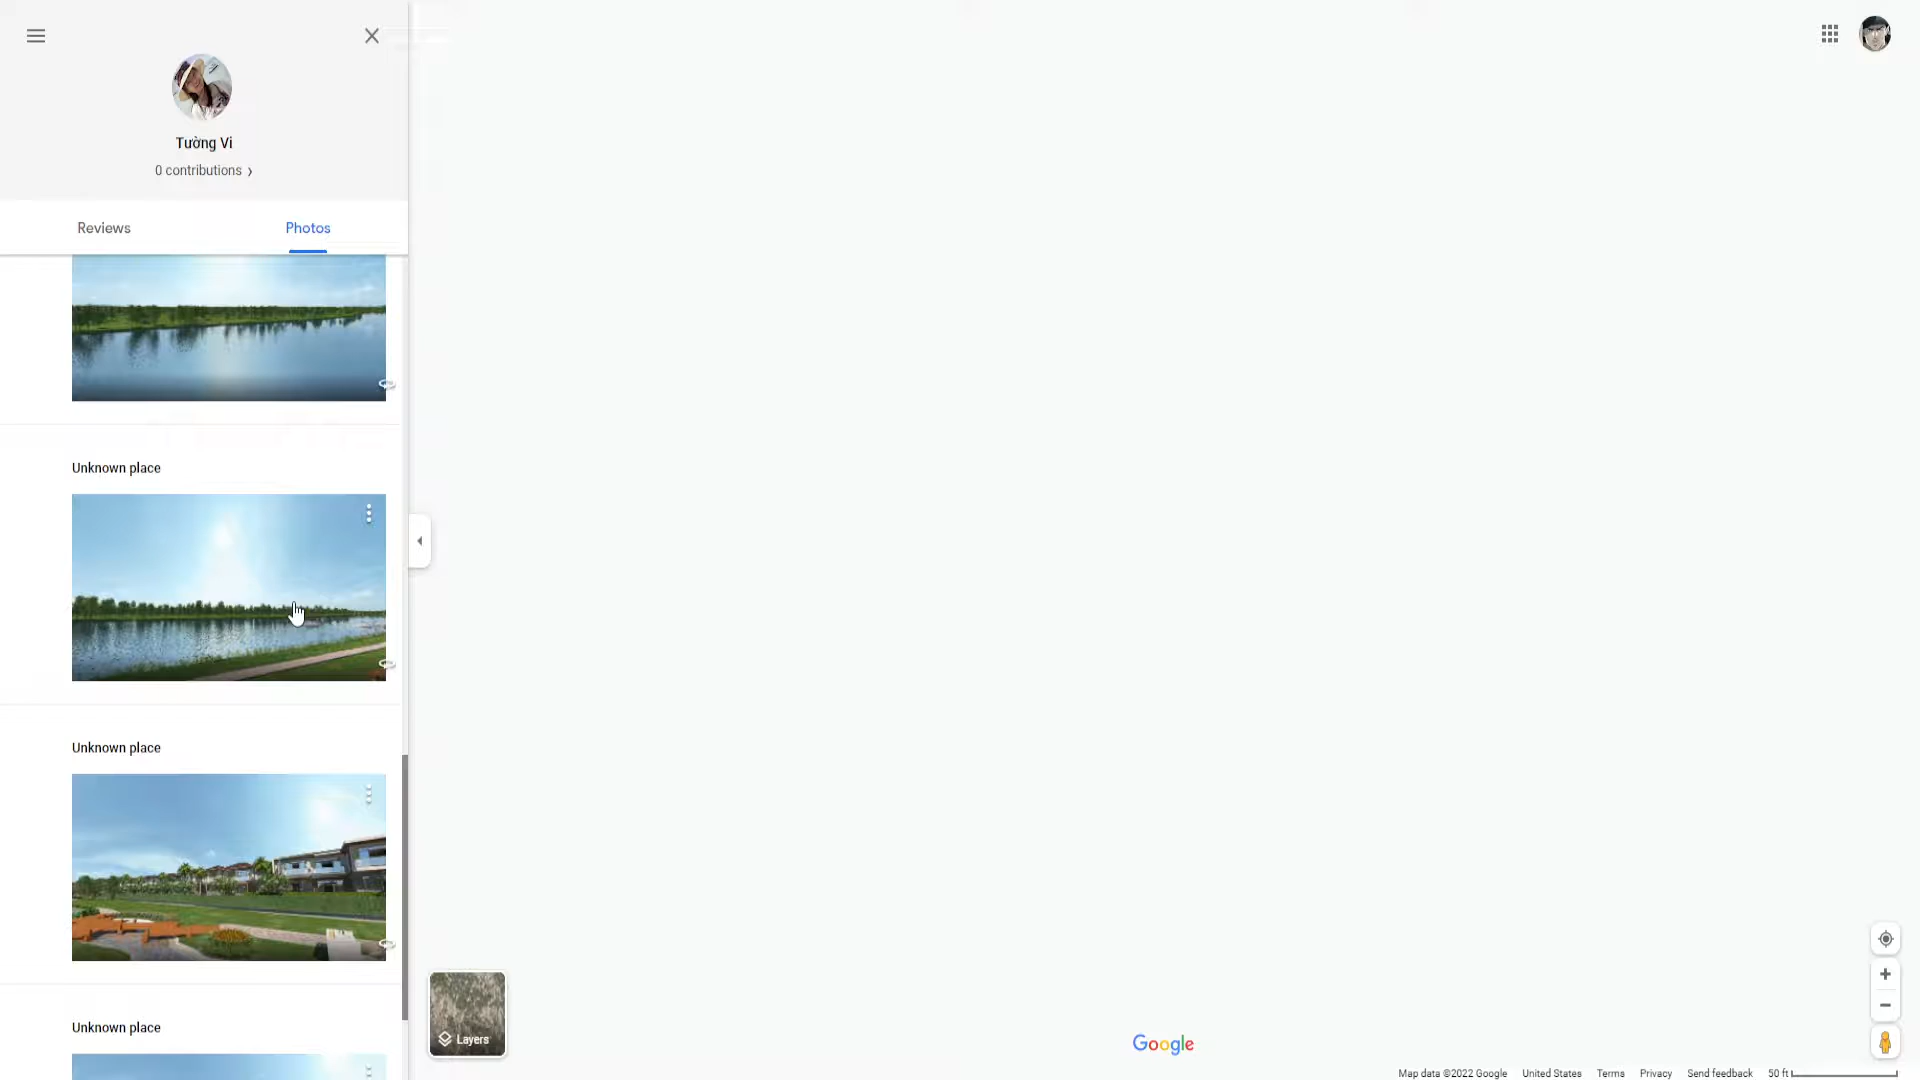 Tường Vi
0 contributions ›
Reviews
Photos
Unknown place
Unknown place
Unknown place
Layers
Google
Map data ©2022 Google
United States
Terms
Privacy
Send feedback
50 ft